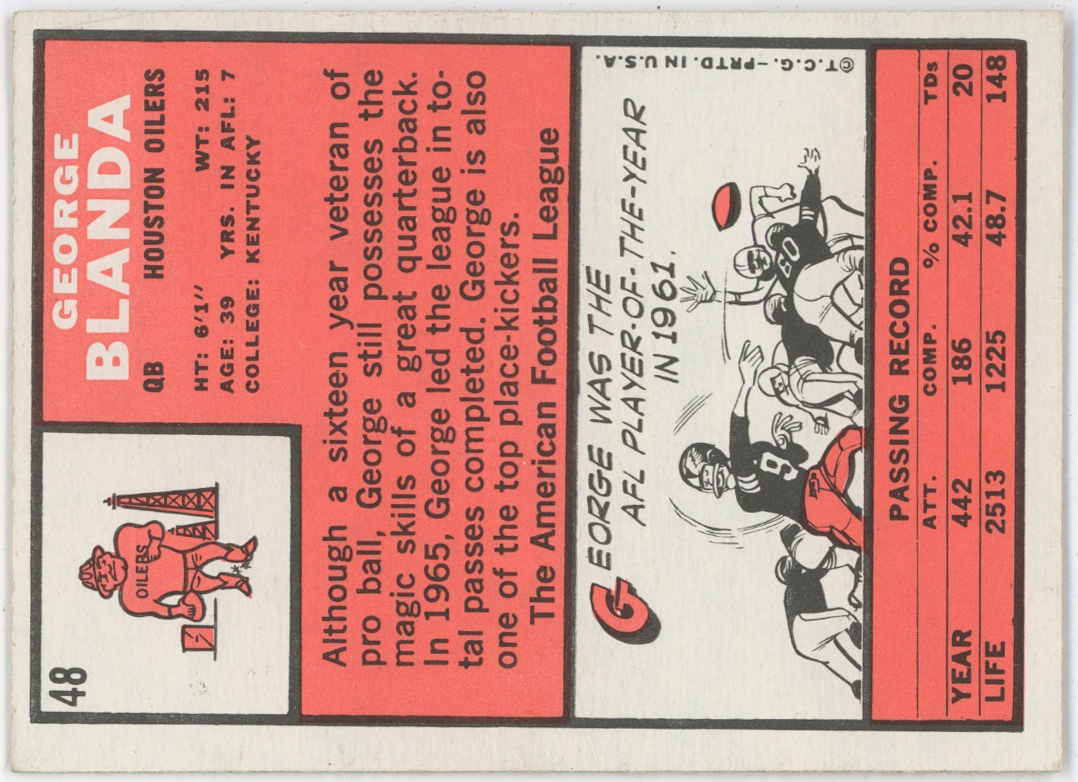 48
OILERS
GEORGE
BLANDA
QB HOUSTON OILERS
HT: 6'1" WT: 215
AGE: 39 YRS. IN AFL: 7
COLLEGE: KENTUCKY
Although a sixteen year veteran of
pro ball, George still possesses the
magic skills of a great quarterback.
In 1965, George led the league in to-
tal passes completed. George is also
one of the top place-kickers.
The American Football League
GEORGE WAS THE
AFL PLAYER-OF-THE-YEAR
IN 1961.
9
80
©T.C.G.-PRTD. IN U.S.A.
PASSING RECORD
ATT. COMP. % COMP. TDs
YEAR 442 186 42.1 20
LIFE 2513 1225 48.7 148